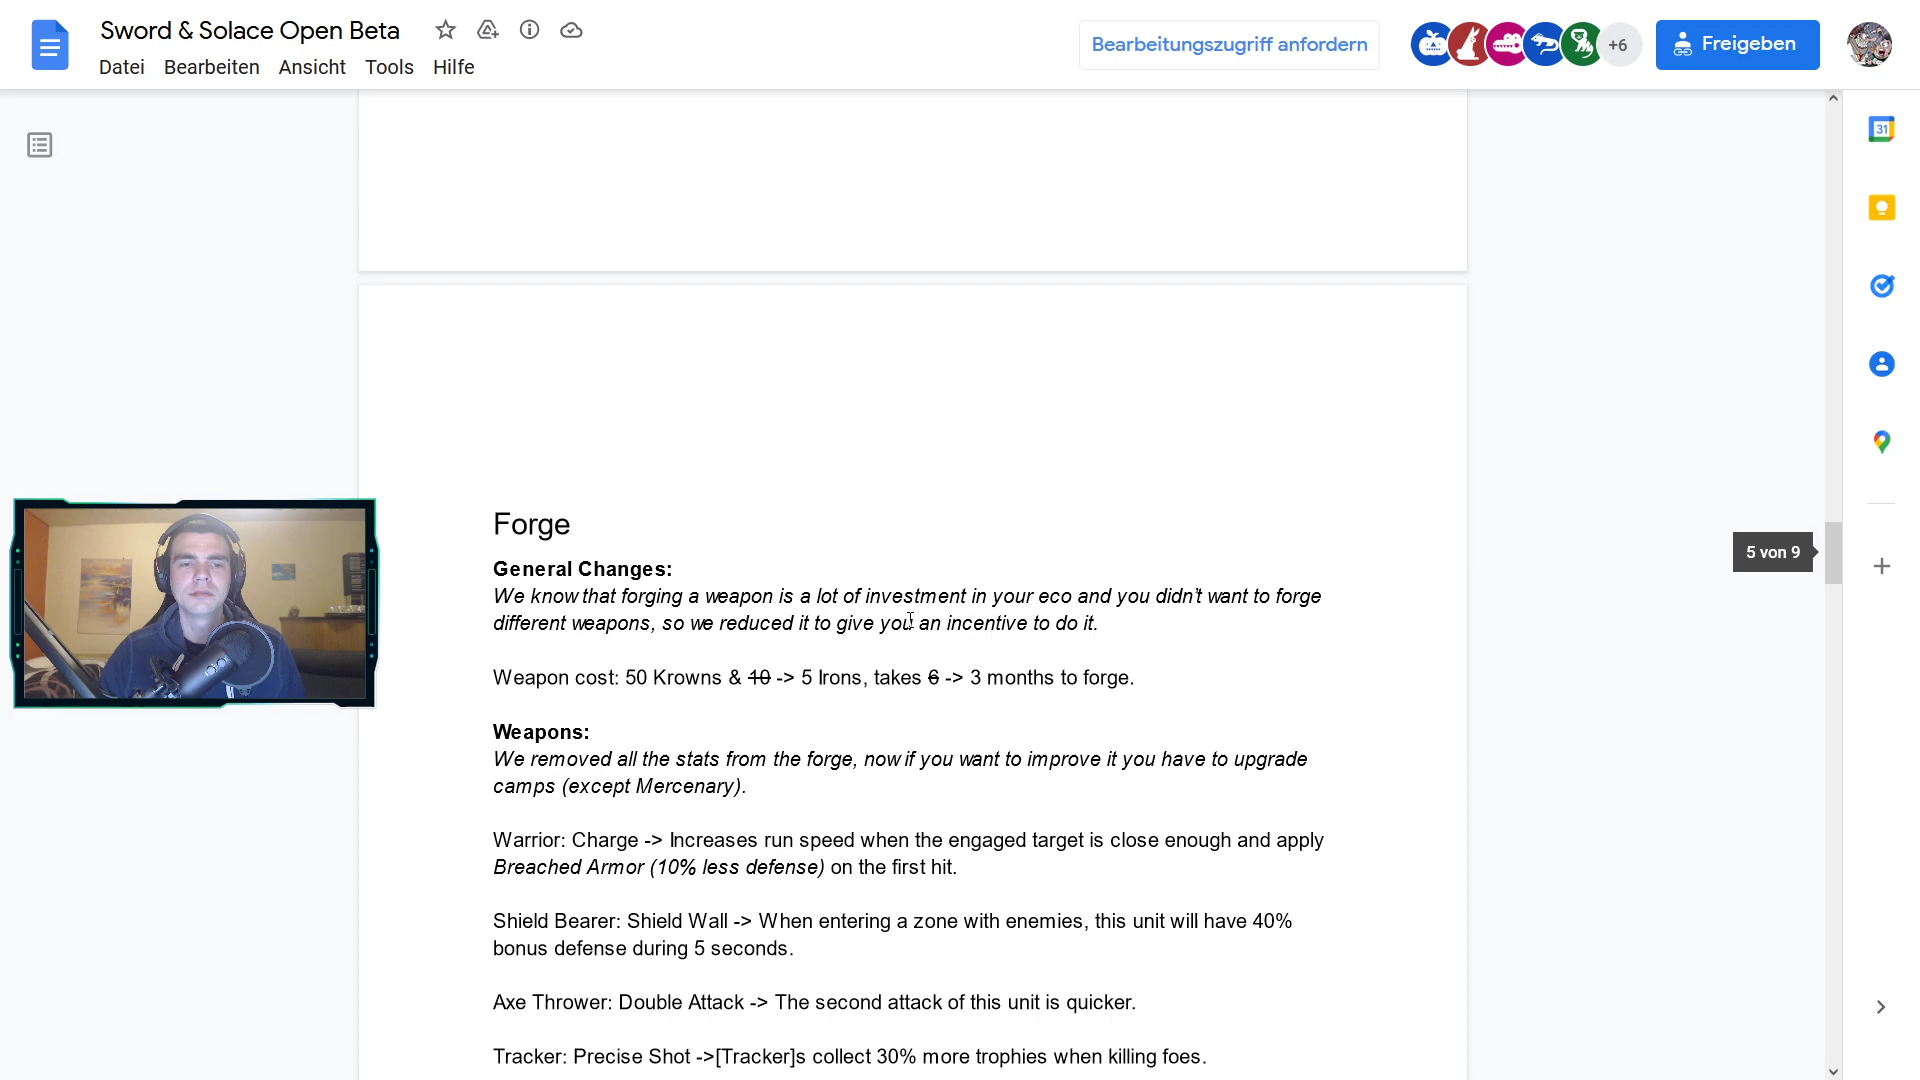 Sword & Solace Open Beta
Datei Bearbeiten Ansicht Tools Hilfe
Bearbeitungszugriff anfordern
+6
Freigeben
31
5 von 9
Forge
General Changes:
We know that forging a weapon is a lot of investment in your eco and you didn't want to forge
different weapons, so we reduced it to give you an incentive to do it.
Weapon cost: 50 Krowns & 10 -> 5 Irons, takes 6 -> 3 months to forge.
Weapons:
We removed all the stats from the forge, now if you want to improve it you have to upgrade
camps (except Mercenary).
Warrior: Charge -> Increases run speed when the engaged target is close enough and apply
Breached Armor (10% less defense) on the first hit.
Shield Bearer: Shield Wall -> When entering a zone with enemies, this unit will have 40%
bonus defense during 5 seconds.
Axe Thrower: Double Attack -> The second attack of this unit is quicker.
Tracker: Precise Shot ->[Tracker]s collect 30% more trophies when killing foes.